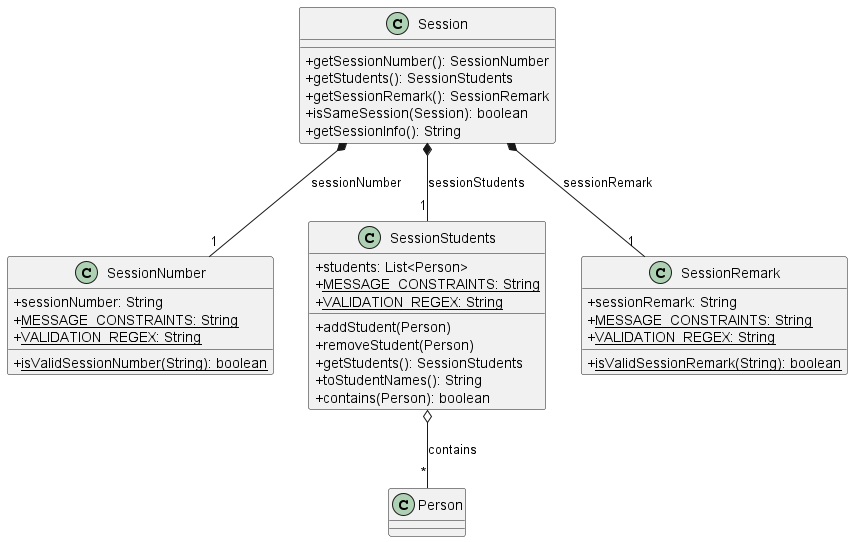 C Session
+getSessionNumber(): SessionNumber
+getStudents(): SessionStudents
+getSessionRemark(): SessionRemark
+isSameSession(Session): boolean
+getSessionInfo(): String
sessionNumber
sessionStudents
sessionRemark
1
1
1
C SessionNumber
+sessionNumber: String
+MESSAGE_CONSTRAINTS: String
+VALIDATION_REGEX: String
+isValidSessionNumber(String): boolean
C SessionStudents
+students: List<Person>
+MESSAGE_CONSTRAINTS: String
+VALIDATION_REGEX: String
+addStudent(Person)
+removeStudent(Person)
+getStudents(): SessionStudents
+toStudentNames(): String
+contains(Person): boolean
C SessionRemark
+sessionRemark: String
+MESSAGE_CONSTRAINTS: String
+VALIDATION_REGEX: String
+isValidSessionRemark(String): boolean
contains
*
C Person